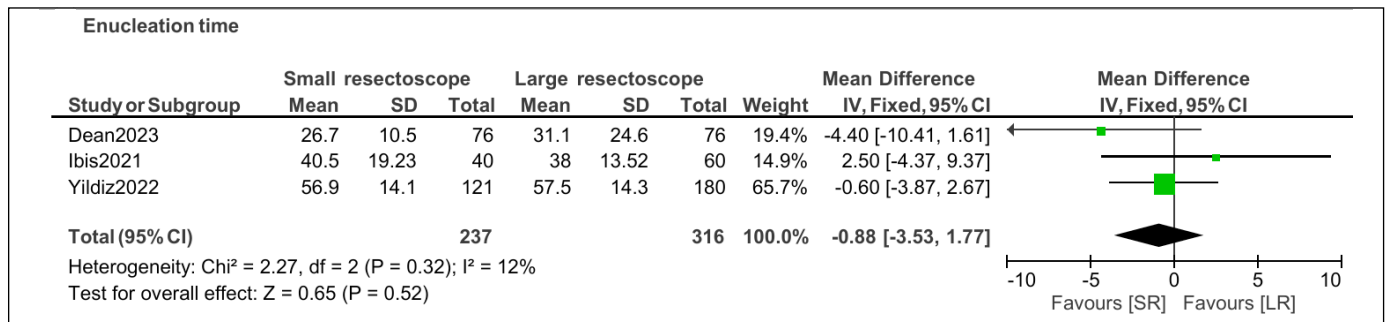 Enucleation time
Small resectoscope Large resectoscope Mean Difference Mean Difference
Study or Subgroup Mean SD Total Mean SD Total Weight IV, Fixed, 95% CI IV, Fixed, 95% CI
Dean2023 26.7 10.5 76 31.1 24.6 76 19.4% -4.40 [-10.41, 1.61]
Ibis2021 40.5 19.23 40 38 13.52 60 14.9% 2.50 [-4.37, 9.37]
Yildiz2022 56.9 14.1 121 57.5 14.3 180 65.7% -0.60 [-3.87, 2.67]
Total (95% CI) 237 316 100.0% -0.88 [-3.53, 1.77]
Heterogeneity: Chi² = 2.27, df = 2 (P = 0.32); I² = 12%
Test for overall effect: Z = 0.65 (P = 0.52)
-10 -5 0 5 10
Favours [SR] Favours [LR]